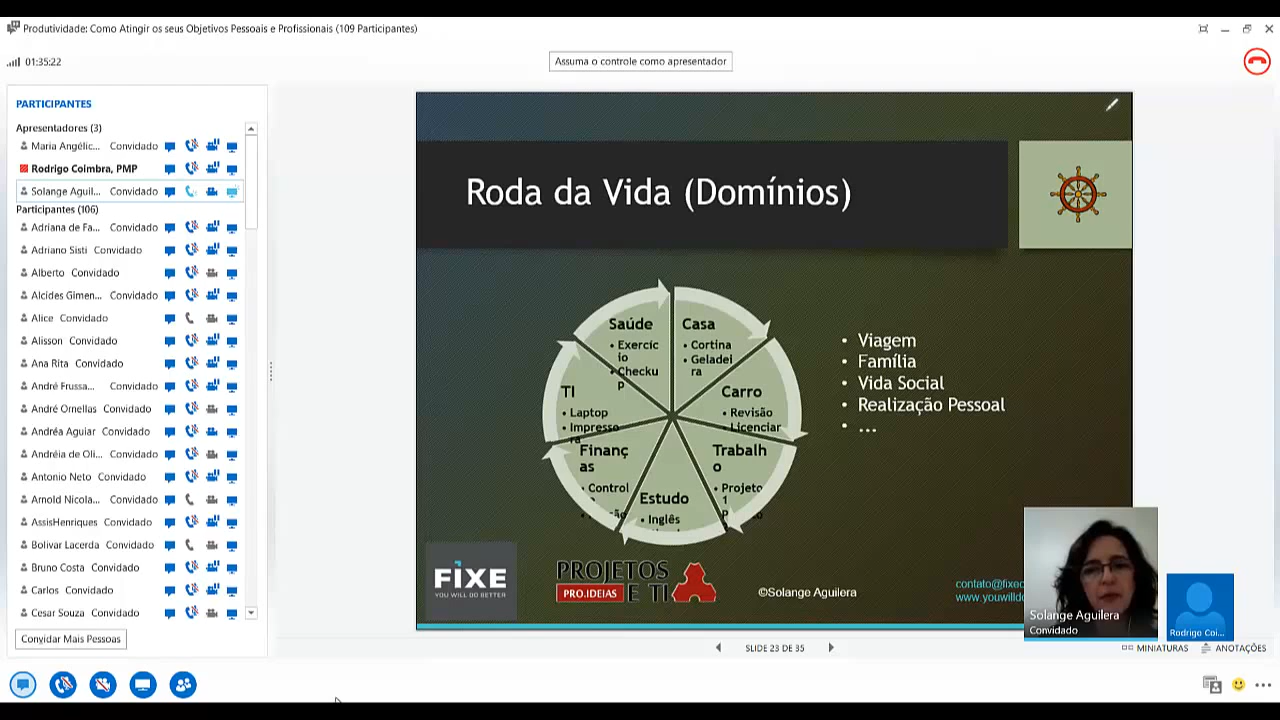 Produtividade: Como Atingir os seus Objetivos Pessoais e Profissionais (109 Participantes)
01:35:22
Assuma o controle como apresentador
PARTICIPANTES
Apresentadores (3)
Maria Angélic... Convidado
Rodrigo Coimbra, PMP
Solange Aguil... Convidado
Participantes (106)
Adriana de Fa... Convidado
Adriano Sisti Convidado
Alberto Convidado
Alcides Gimen... Convidado
Alice Convidado
Alisson Convidado
Ana Rita Convidado
André Frussa... Convidado
André Ornellas Convidado
Andréa Aguiar Convidado
Andréia de Oli... Convidado
Antonio Neto Convidado
Arnold Nicola... Convidado
AssisHenriques Convidado
Bolivar Lacerda Convidado
Bruno Costa Convidado
Carlos Convidado
Cesar Souza Convidado
Convidar Mais Pessoas
Roda da Vida (Domínios)
Saúde
• Exercíc
io
• Checku
p
Casa
• Cortina
• Geladei
ra
TI
• Laptop
• Impresso
ra
Carro
• Revisão
• Licenciar
Finanç
as
• Control
Estudo
• Inglês
Trabalh
o
• Projeto
1
• Viagem
• Família
• Vida Social
• Realização Pessoal
• ...
FIXE
YOU WILL DO BETTER
PROJETOS
PRO.IDEIAS E TI
©Solange Aguilera
contato@fixec
www.youwilldo
Solange Aguilera
Convidado
Rodrigo Coi...
SLIDE 23 DE 35
MINIATURAS
ANOTAÇÕES